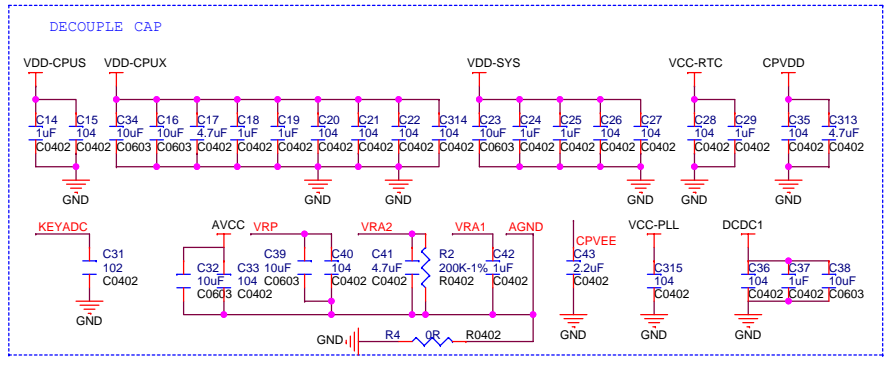 DECOUPLE CAP
VDD-CPUS VDD-CPUX VDD-SYS VCC-RTC CPVDD
C14 C15 C34 C16 C17 C18 C19 C20 C21 C22 C314 C23 C24 C25 C26 C27 C28 C29 C35 C313
1uF 104 10uF 10uF 4.7uF 1uF 1uF 104 104 104 104 10uF 1uF 1uF 104 104 104 1uF 104 4.7uF
C0402 C0402 C0603 C0603 C0402 C0402 C0402 C0402 C0402 C0402 C0402 C0603 C0402 C0402 C0402 C0402 C0402 C0402 C0402 C0402
GND GND GND GND GND GND
KEYADC AVCC VRP VRA2 VRA1 AGND CPVEE VCC-PLL DCDC1
C31 C32 C33 C39 C40 C41 R2 C42 C43 C315 C36 C37 C38
102 10uF 104 10uF 104 4.7uF 200K-1% 1uF 2.2uF 104 104 1uF 10uF
C0402 C0603 C0402 C0603 C0402 C0402 R0402 C0402 C0402 C0402 C0402 C0402 C0603
GND GND GND GND
GND R4 0R R0402